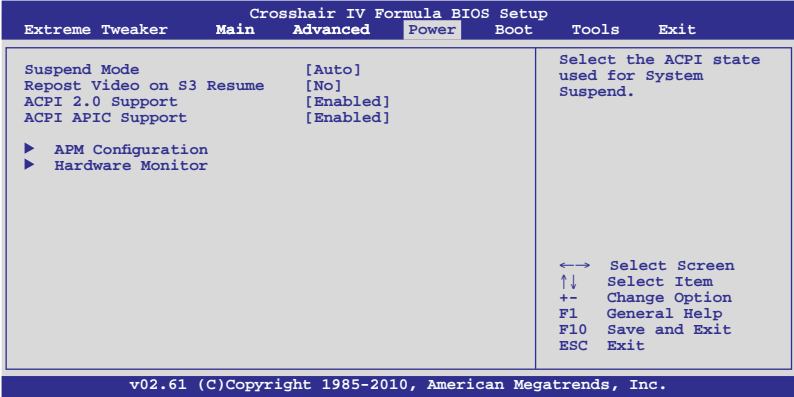 Crosshair IV Formula BIOS Setup
Extreme Tweaker Main Advanced Power Boot Tools Exit
Suspend Mode [Auto]
Repost Video on S3 Resume [No]
ACPI 2.0 Support [Enabled]
ACPI APIC Support [Enabled]
▶ APM Configuration
▶ Hardware Monitor
Select the ACPI state
used for System
Suspend.
←→ Select Screen
↑↓ Select Item
+- Change Option
F1 General Help
F10 Save and Exit
ESC Exit
v02.61 (C)Copyright 1985-2010, American Megatrends, Inc.